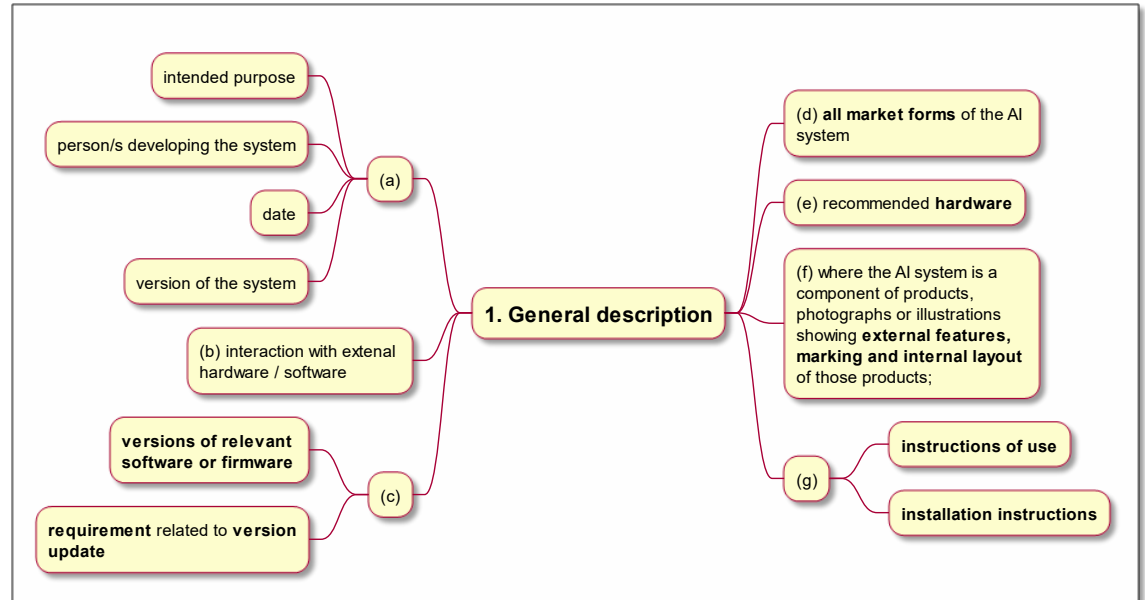 intended purpose
person/s developing the system
date
version of the system
(a)
(b) interaction with extenal
hardware / software
versions of relevant
software or firmware
requirement related to version
update
(c)
1. General description
(d) all market forms of the AI
system
(e) recommended hardware
(f) where the AI system is a
component of products,
photographs or illustrations
showing external features,
marking and internal layout
of those products;
(g)
instructions of use
installation instructions